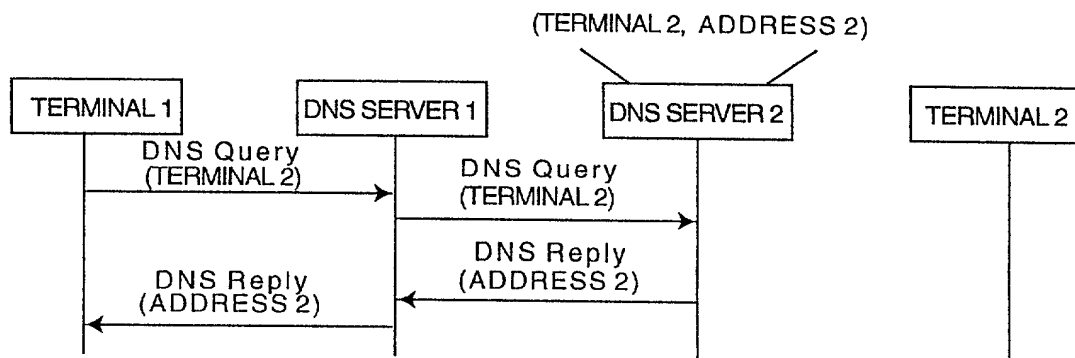 (TERMINAL 2, ADDRESS 2)
TERMINAL 1
DNS SERVER 1
DNS SERVER 2
TERMINAL 2
DNS Query
(TERMINAL 2)
DNS Query
(TERMINAL 2)
DNS Reply
(ADDRESS 2)
DNS Reply
(ADDRESS 2)